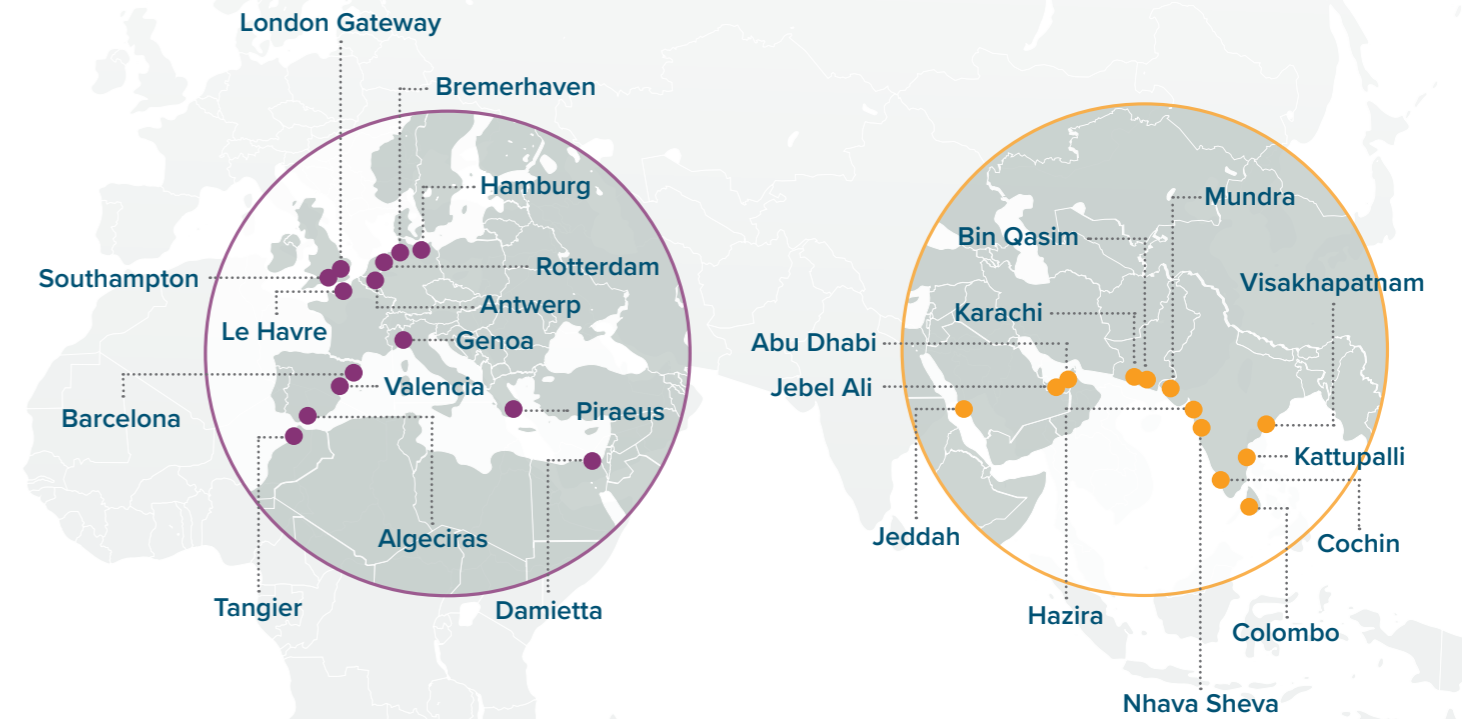 London Gateway
Bremerhaven
Hamburg
Rotterdam
Southampton
Antwerp
Le Havre
Genoa
Valencia
Barcelona
Piraeus
Algeciras
Tangier
Damietta
Mundra
Bin Qasim
Visakhapatnam
Karachi
Abu Dhabi
Jebel Ali
Kattupalli
Jeddah
Cochin
Hazira
Colombo
Nhava Sheva